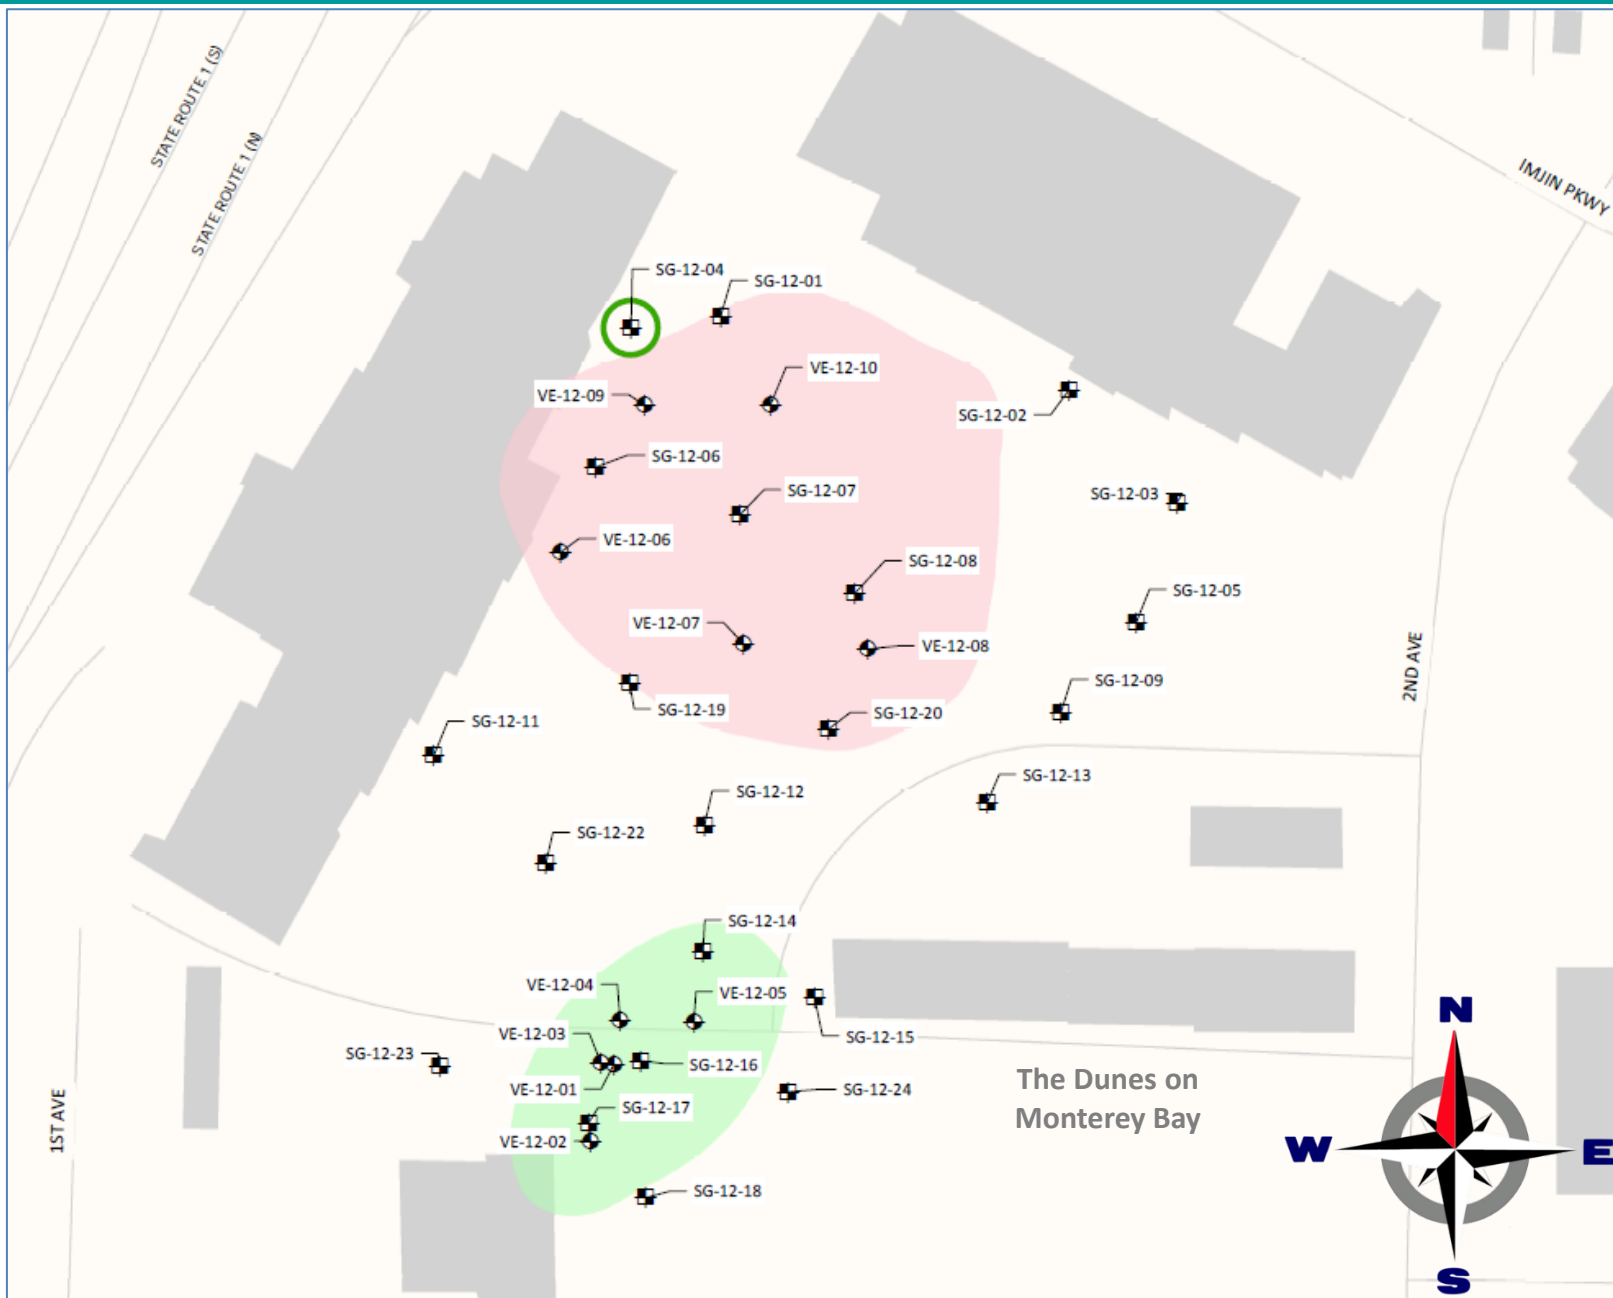 STATE ROUTE 1 (S)
STATE ROUTE 1 (N)
IMJIN PKWY
SG-12-04
SG-12-01
VE-12-10
VE-12-09
SG-12-02
SG-12-06
SG-12-07
SG-12-03
VE-12-06
SG-12-08
SG-12-05
VE-12-07
VE-12-08
2ND AVE
SG-12-09
SG-12-19
SG-12-20
SG-12-11
SG-12-13
SG-12-12
SG-12-22
SG-12-14
VE-12-04
VE-12-05
VE-12-03
SG-12-15
SG-12-23
SG-12-16
VE-12-01
SG-12-24
SG-12-17
VE-12-02
SG-12-18
1ST AVE
The Dunes on
Monterey Bay
N
W
E
S